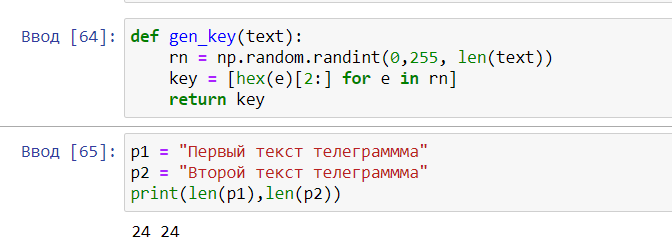 Ввод [64]: def gen_key(text):
rn = np.random.randint(0,255, len(text))
key = [hex(e)[2:] for e in rn]
return key
Ввод [65]: p1 = "Первый текст телеграммма"
p2 = "Второй текст телеграммма"
print(len(p1),len(p2))
24 24